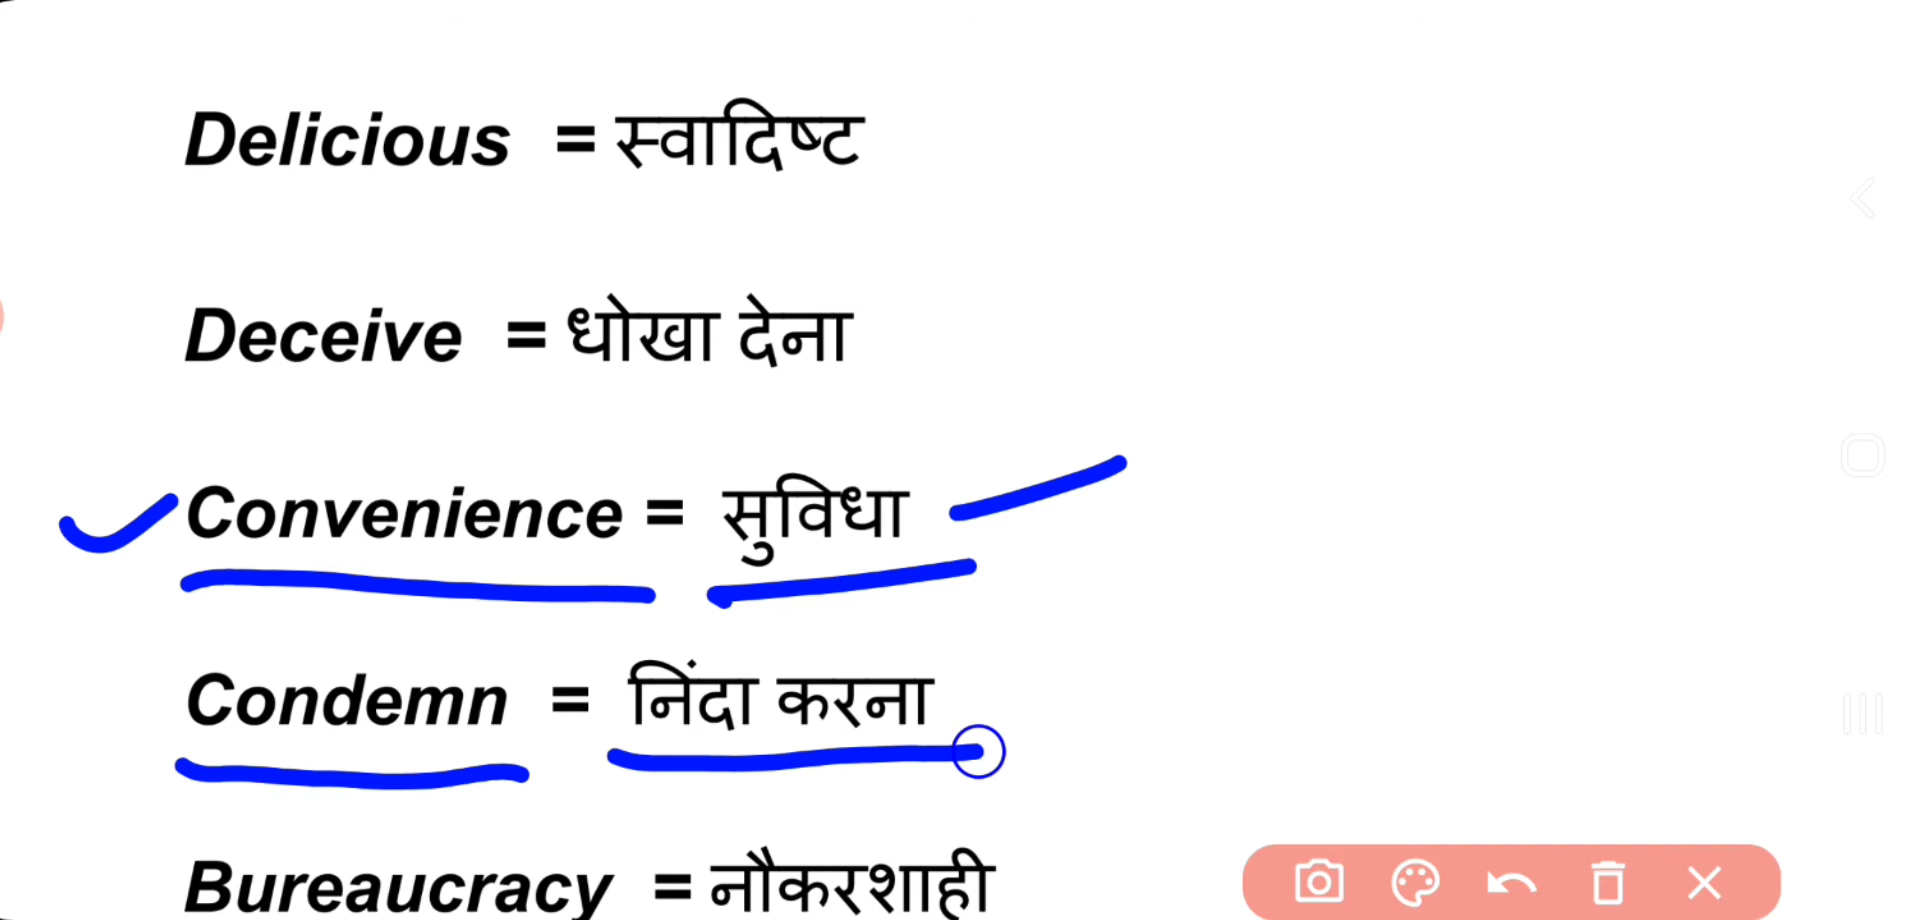 Delicious = स्वादिष्ट
Deceive = धोखा देना
Convenience = सुविधा
Condemn = निंदा करना
Bureaucracy = नौकरशाही